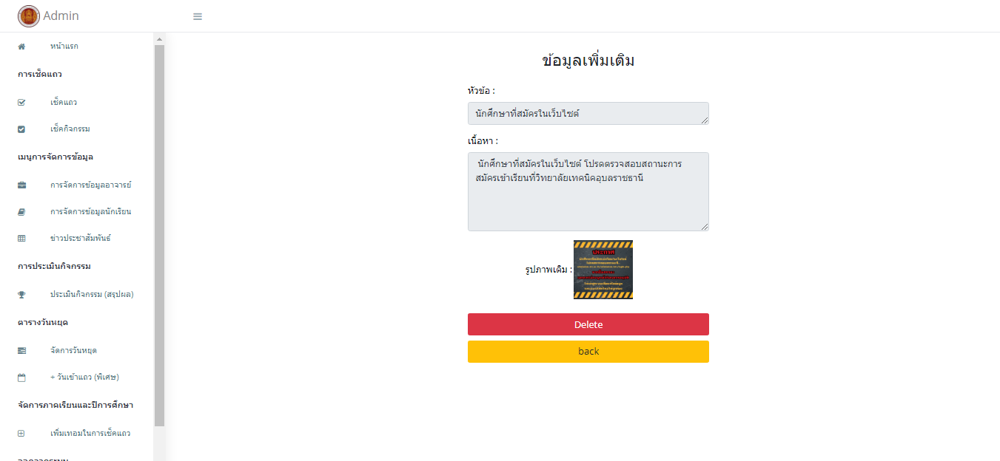 Admin
หน้าแรก
การเช็คแถว
เช็คแถว
เช็คกิจกรรม
เมนูการจัดการข้อมูล
การจัดการข้อมูลอาจารย์
การจัดการข้อมูลนักเรียน
ข่าวประชาสัมพันธ์
การประเมินกิจกรรม
ประเมินกิจกรรม (สรุปผล)
ตารางวันหยุด
จัดการวันหยุด
+ วันเข้าแถว (พิเศษ)
จัดการภาคเรียนและปีการศึกษา
เพิ่มเทอมในการเช็คแถว
ข้อมูลเพิ่มเติม
หัวข้อ :
นักศึกษาที่สมัครในเว็บไซต์
เนื้อหา :
นักศึกษาที่สมัครในเว็บไซต์ โปรดตรวจสอบสถานะการ
สมัครเข้าเรียนที่วิทยาลัยเทคนิคอุบลราชธานี
รูปภาพเดิม :
ประกาศ
Delete
back